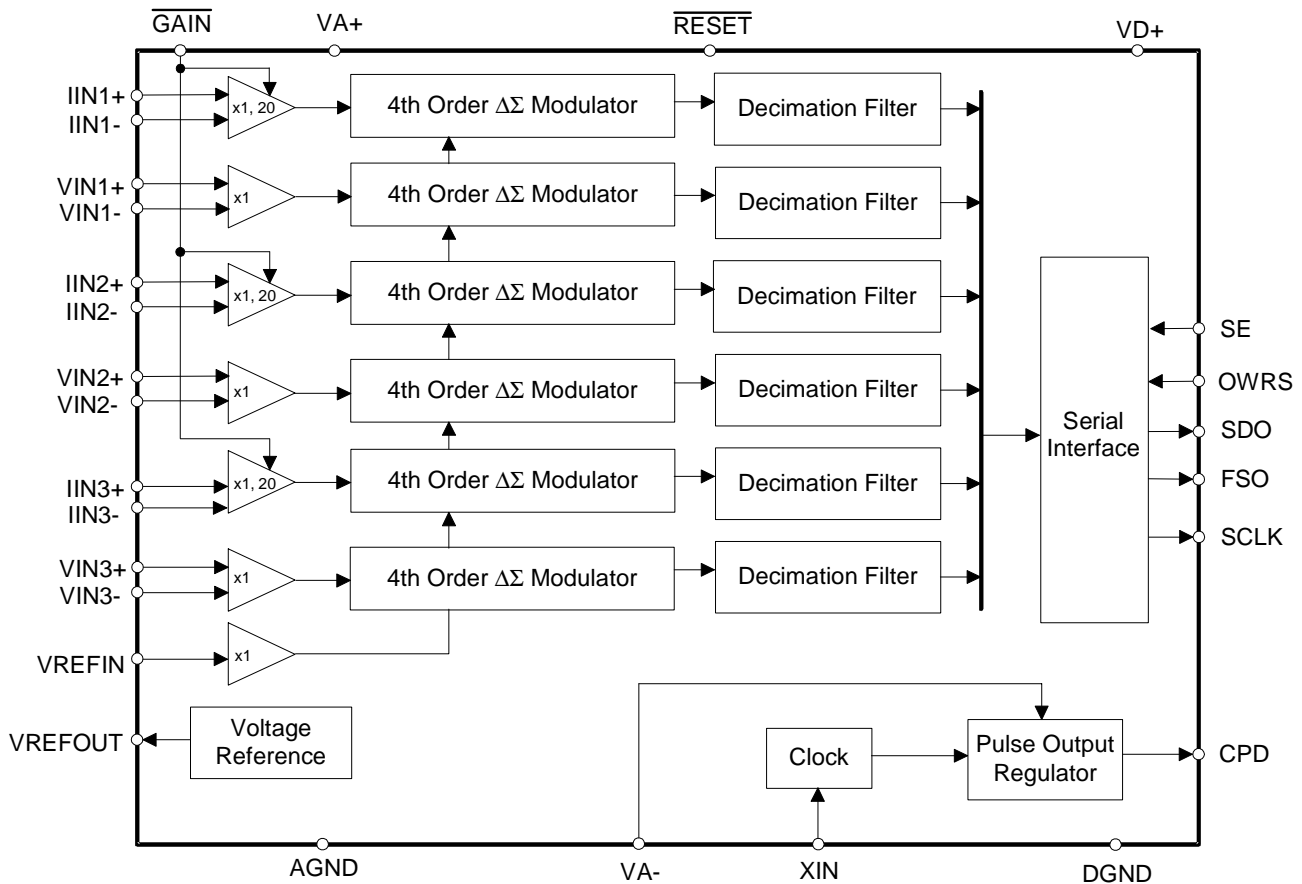 GAIN
VA+
RESET
VD+
IIN1+
IIN1-
x1, 20
4th Order ΔΣ Modulator
Decimation Filter
VIN1+
VIN1-
x1
4th Order ΔΣ Modulator
Decimation Filter
IIN2+
IIN2-
x1, 20
4th Order ΔΣ Modulator
Decimation Filter
VIN2+
VIN2-
x1
4th Order ΔΣ Modulator
Decimation Filter
IIN3+
IIN3-
x1, 20
4th Order ΔΣ Modulator
Decimation Filter
VIN3+
VIN3-
x1
4th Order ΔΣ Modulator
Decimation Filter
Serial
Interface
SE
OWRS
SDO
FSO
SCLK
VREFIN
x1
VREFOUT
Voltage
Reference
Clock
Pulse Output
Regulator
CPD
AGND
VA-
XIN
DGND